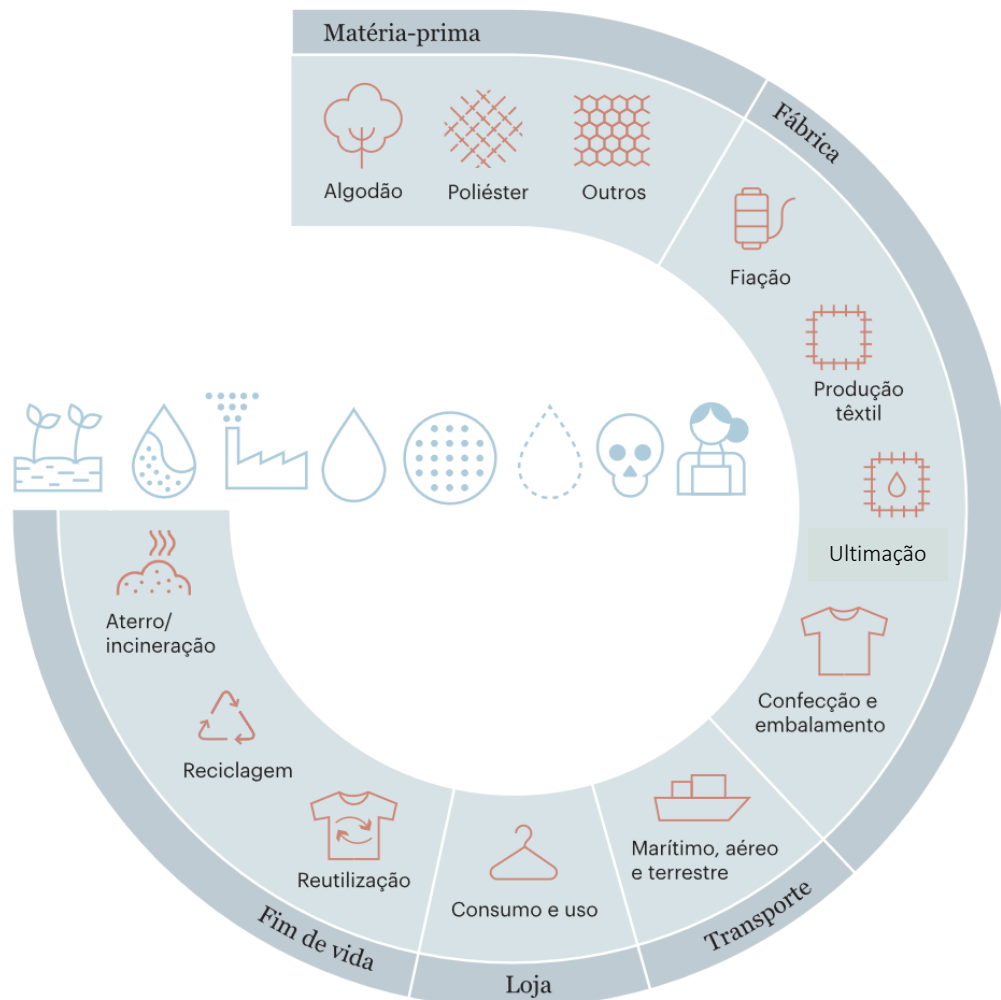 Matéria-prima
Algodão
Poliéster
Outros
Fábrica
Fiação
Produção
têxtil
Ultimação
Confecção e
embalamento
Transporte
Marítimo, aéreo
e terrestre
Loja
Consumo e uso
Fim de vida
Reutilização
Reciclagem
Aterro/
incineração